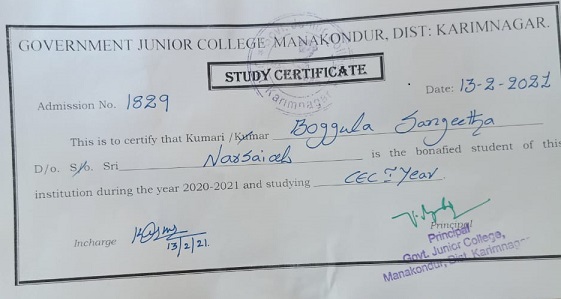 GOVERNMENT JUNIOR COLLEGE MANAKONDUR, DIST: KARIMNAGAR.
STUDY CERTIFICATE
Karimnagar
Admission No. 1829 Date: 13-2-2021
This is to certify that Kumari /Kumar Boggula Sangeetha
D/o. S/o. Sri Narsaiah is the bonafied student of this
institution during the year 2020-2021 and studying CEC I Year
Incharge
13/2/21.
Principal
Principal
Govt. Junior College,
Manakondur, Dist. Karimnagar